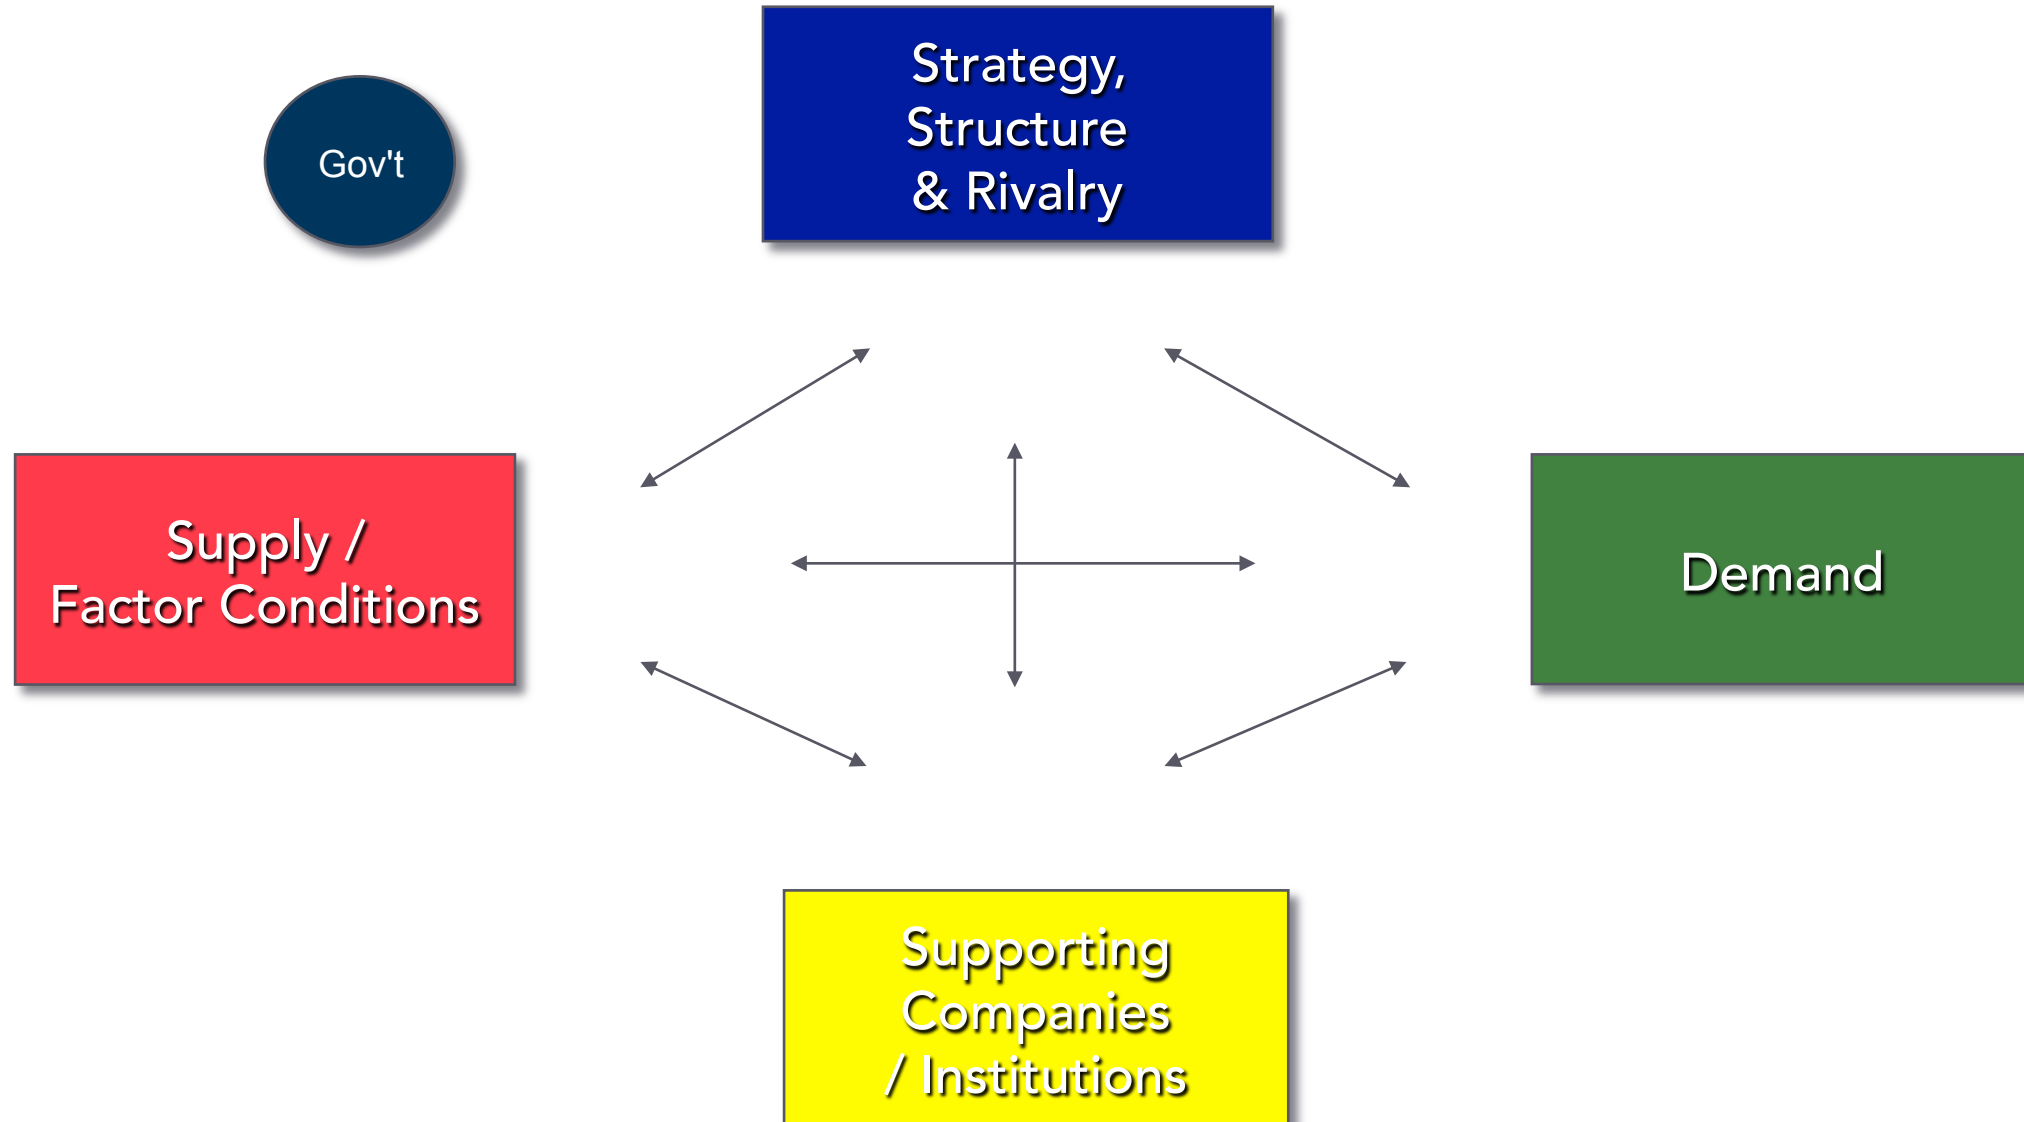 Strategy,
Structure
& Rivalry
Gov't
Supply /
Factor Conditions
Demand
Supporting
Companies
/ Institutions